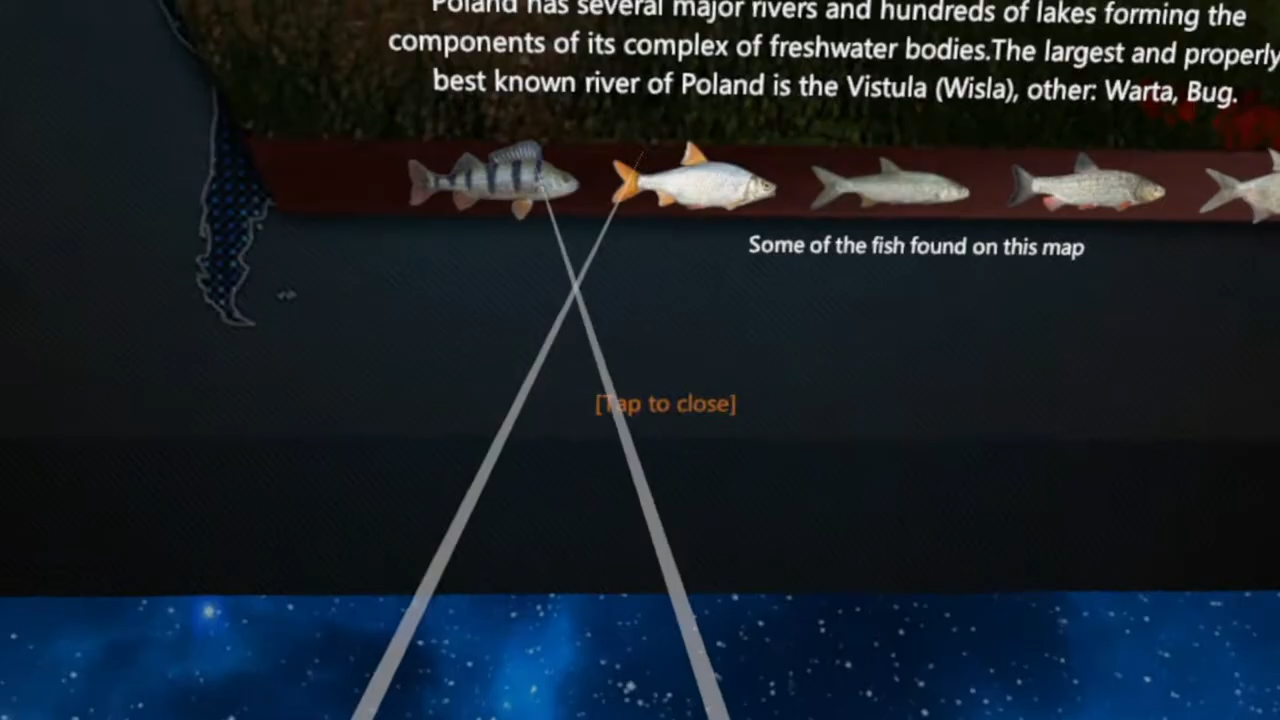 Poland has several major rivers and hundreds of lakes forming the
components of its complex of freshwater bodies.The largest and properly
best known river of Poland is the Vistula (Wisla), other: Warta, Bug.
Some of the fish found on this map
[Tap to close]